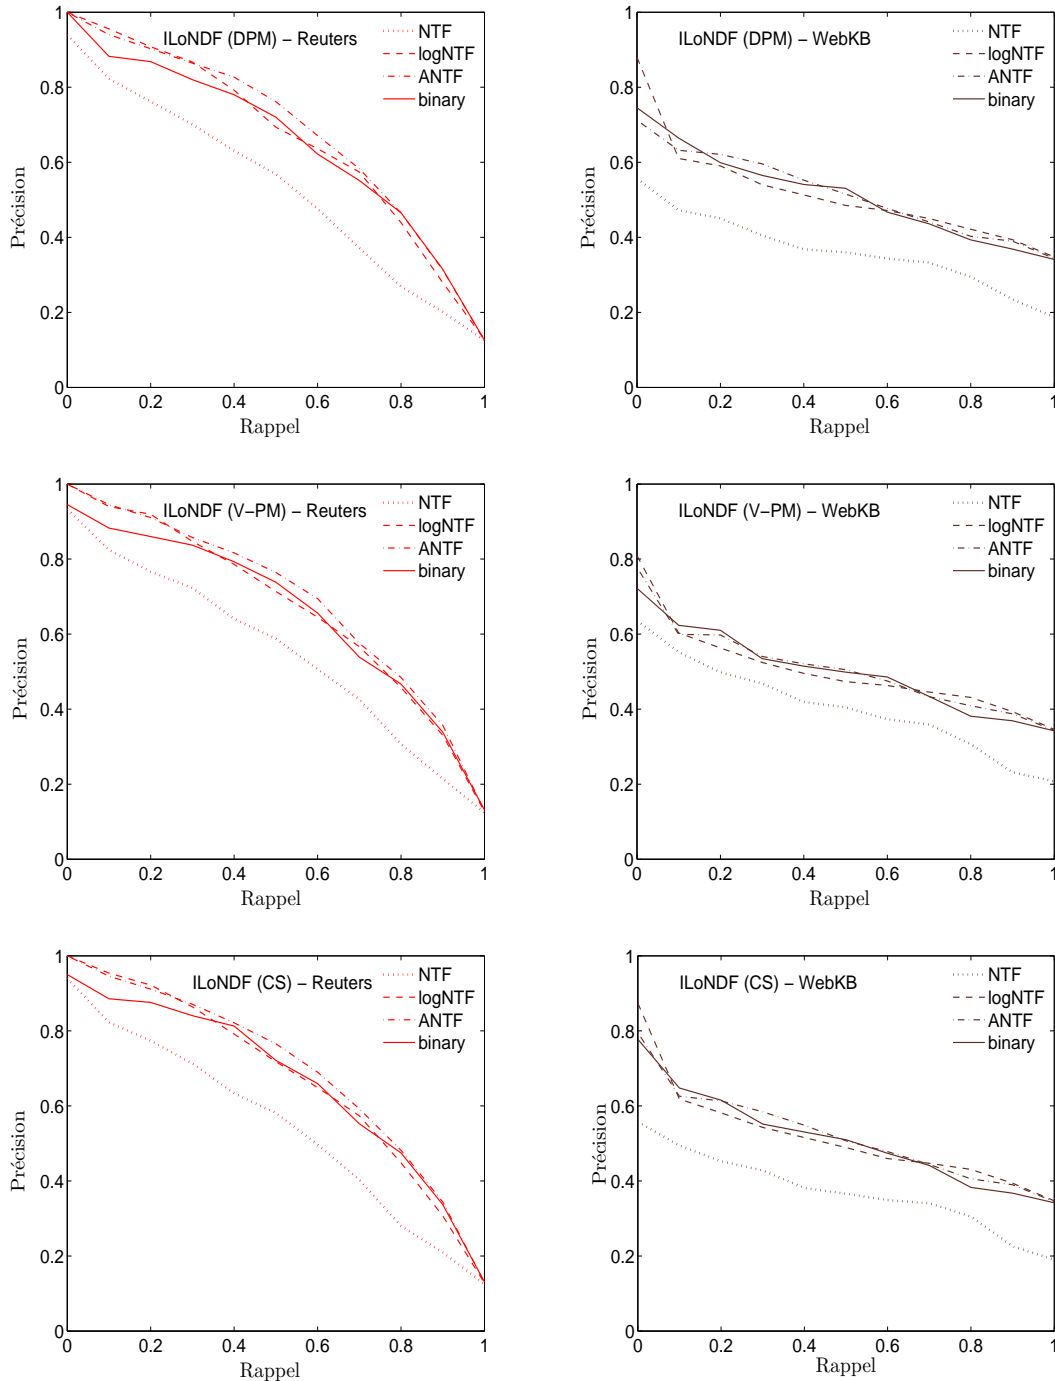 ILoNDF (DPM) – Reuters
NTF
logNTF
ANTF
binary
1
0.8
0.6
0.4
0.2
0
Précision
0 0.2 0.4 0.6 0.8 1
Rappel
ILoNDF (DPM) – WebKB
NTF
logNTF
ANTF
binary
1
0.8
0.6
0.4
0.2
0
Précision
0 0.2 0.4 0.6 0.8 1
Rappel
ILoNDF (V–PM) – Reuters
NTF
logNTF
ANTF
binary
1
0.8
0.6
0.4
0.2
0
Précision
0 0.2 0.4 0.6 0.8 1
Rappel
ILoNDF (V–PM) – WebKB
NTF
logNTF
ANTF
binary
1
0.8
0.6
0.4
0.2
0
Précision
0 0.2 0.4 0.6 0.8 1
Rappel
ILoNDF (CS) – Reuters
NTF
logNTF
ANTF
binary
1
0.8
0.6
0.4
0.2
0
Précision
0 0.2 0.4 0.6 0.8 1
Rappel
ILoNDF (CS) – WebKB
NTF
logNTF
ANTF
binary
1
0.8
0.6
0.4
0.2
0
Précision
0 0.2 0.4 0.6 0.8 1
Rappel